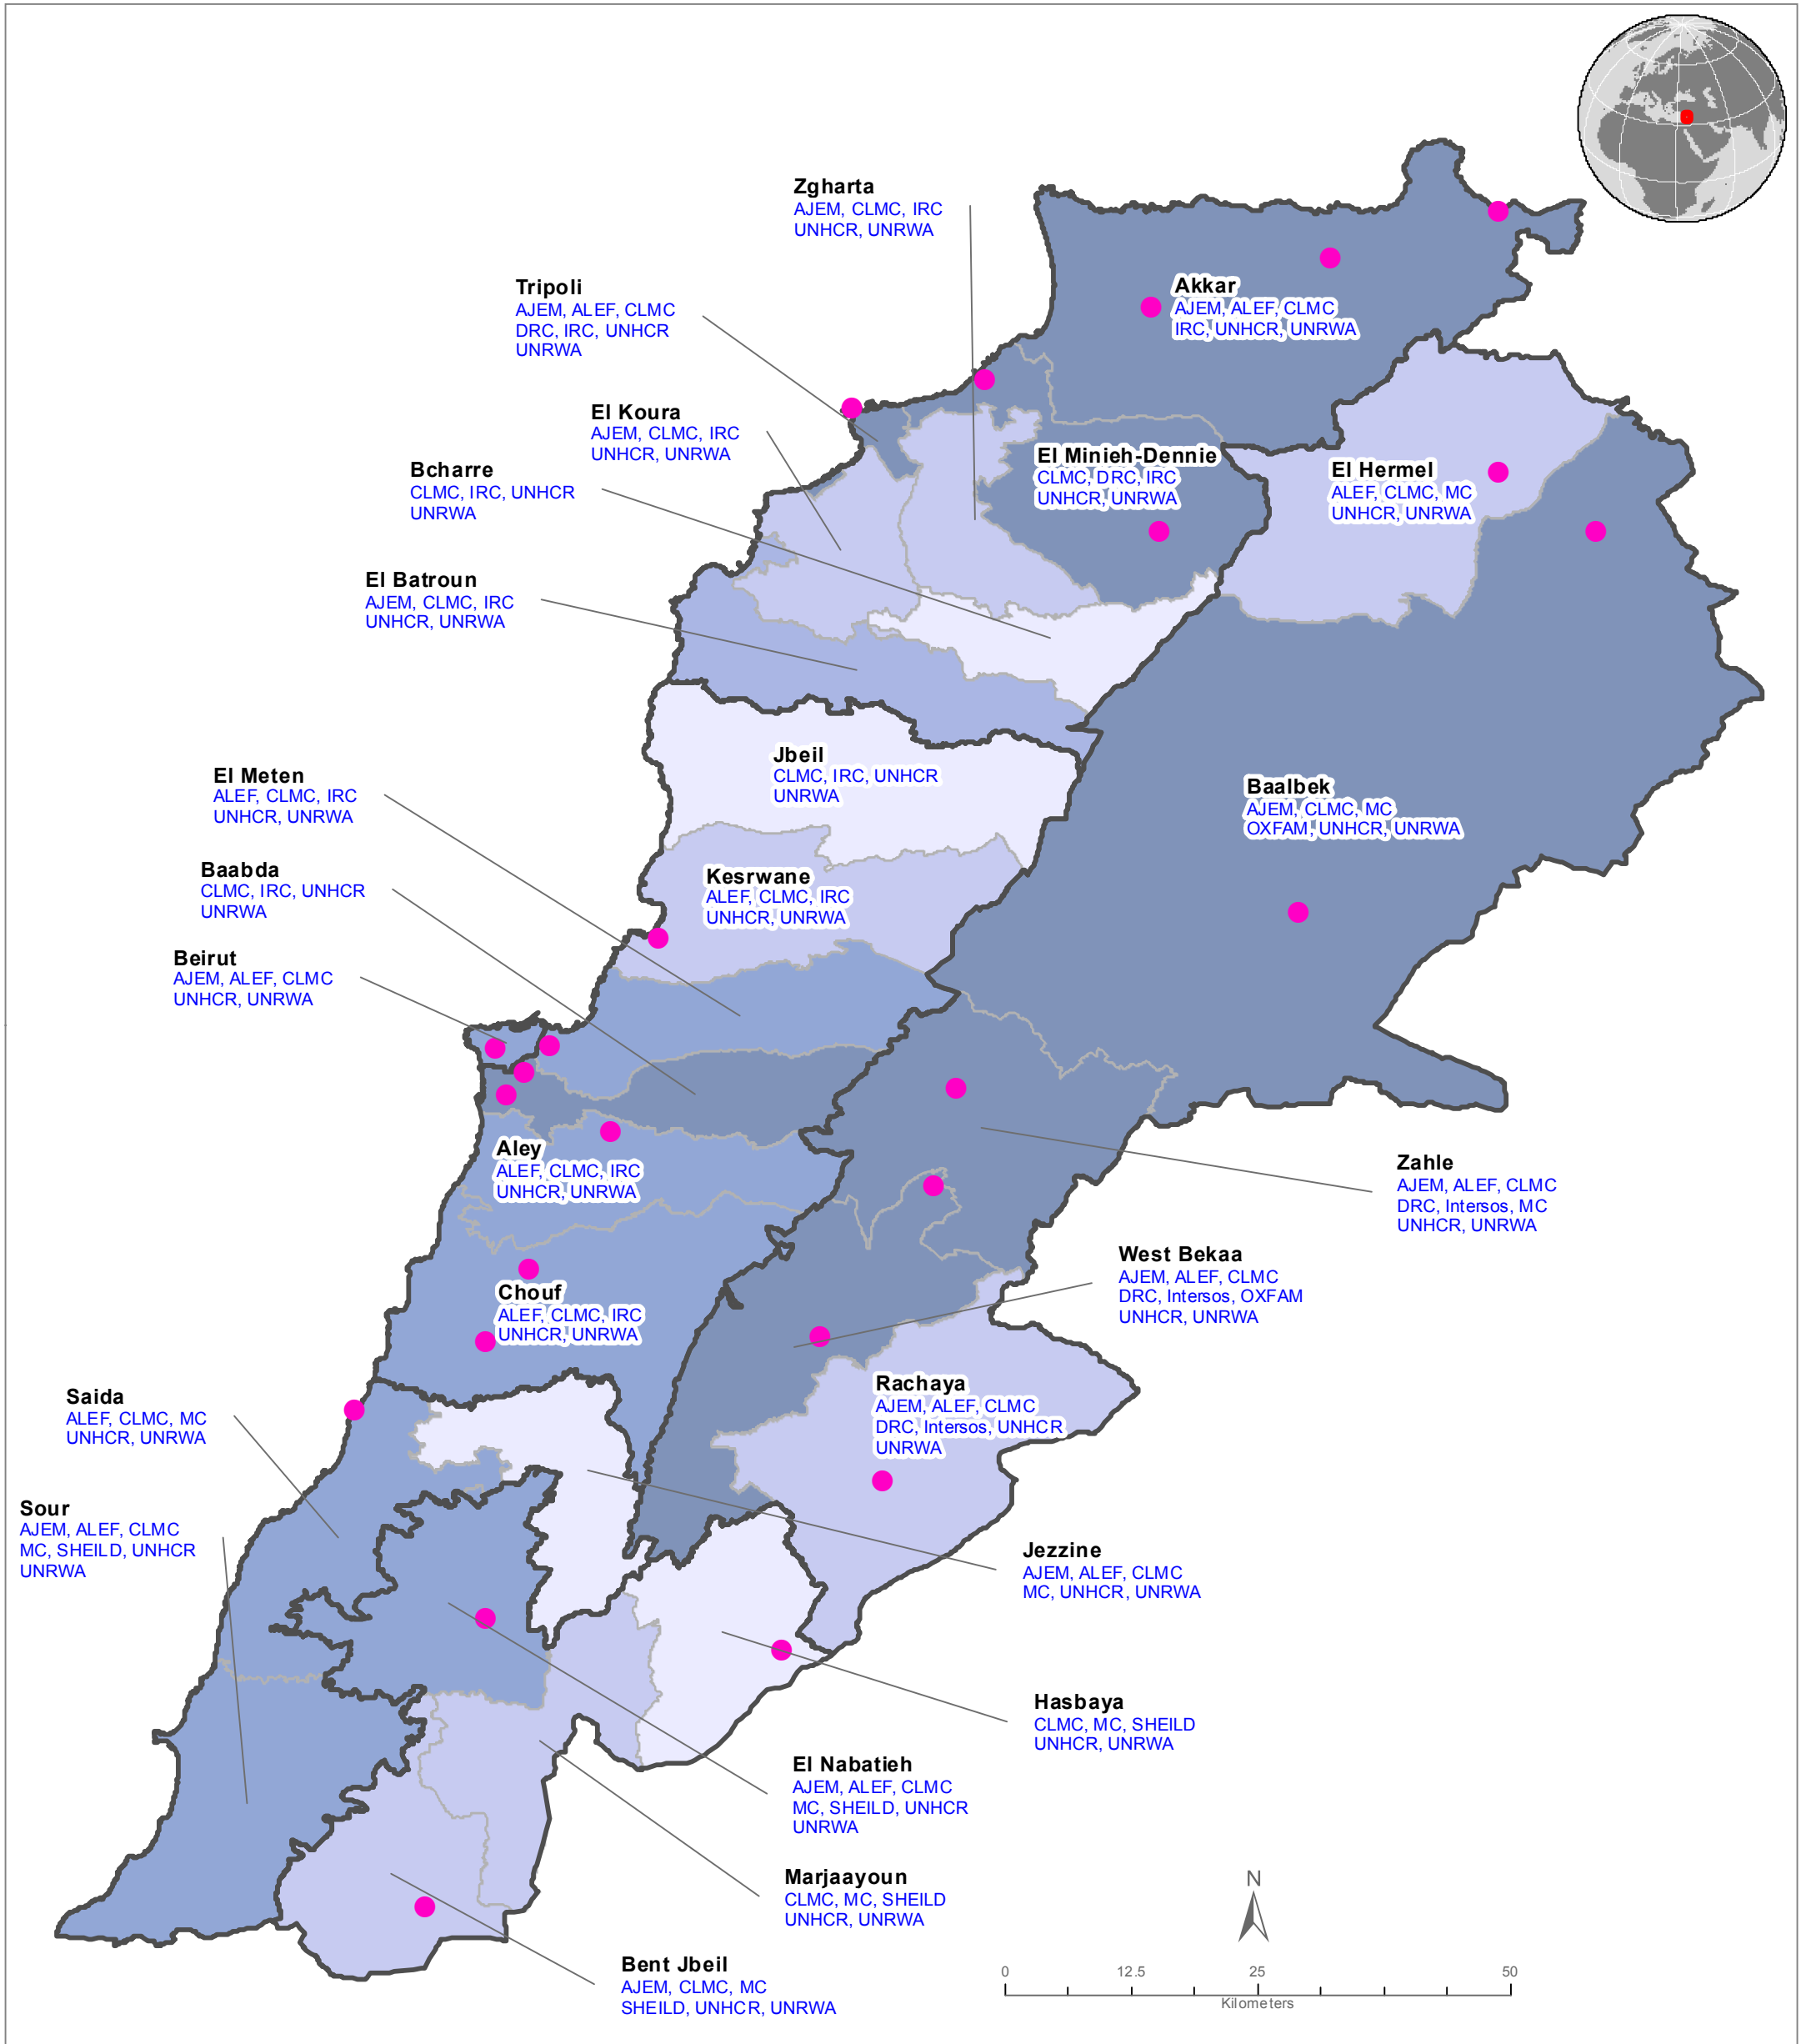 Zgharta
AJEM, CLMC, IRC
UNHCR, UNRWA
Tripoli
AJEM, ALEF, CLMC
DRC, IRC, UNHCR
UNRWA
Akkar
AJEM, ALEF, CLMC
IRC, UNHCR, UNRWA
El Koura
AJEM, CLMC, IRC
UNHCR, UNRWA
El Minieh-Dennie
CLMC, DRC, IRC
UNHCR, UNRWA
El Hermel
ALEF, CLMC, MC
UNHCR, UNRWA
Bcharre
CLMC, IRC, UNHCR
UNRWA
El Batroun
AJEM, CLMC, IRC
UNHCR, UNRWA
Jbeil
CLMC, IRC, UNHCR
UNRWA
El Meten
ALEF, CLMC, IRC
UNHCR, UNRWA
Baalbek
AJEM, CLMC, MC
OXFAM, UNHCR, UNRWA
Baabda
CLMC, IRC, UNHCR
UNRWA
Kesrwane
ALEF, CLMC, IRC
UNHCR, UNRWA
Beirut
AJEM, ALEF, CLMC
UNHCR, UNRWA
Aley
ALEF, CLMC, IRC
UNHCR, UNRWA
Zahle
AJEM, ALEF, CLMC
DRC, Intersos, MC
UNHCR, UNRWA
West Bekaa
AJEM, ALEF, CLMC
DRC, Intersos, OXFAM
UNHCR, UNRWA
Chouf
ALEF, CLMC, IRC
UNHCR, UNRWA
Rachaya
AJEM, ALEF, CLMC
DRC, Intersos, UNHCR
UNRWA
Saida
ALEF, CLMC, MC
UNHCR, UNRWA
Sour
AJEM, ALEF, CLMC
MC, SHEILD, UNHCR
UNRWA
Jezzine
AJEM, ALEF, CLMC
MC, UNHCR, UNRWA
Hasbaya
CLMC, MC, SHEILD
UNHCR, UNRWA
El Nabatieh
AJEM, ALEF, CLMC
MC, SHEILD, UNHCR
UNRWA
Marjaayoun
CLMC, MC, SHEILD
UNHCR, UNRWA
Bent Jbeil
AJEM, CLMC, MC
SHEILD, UNHCR, UNRWA
N
0 12.5 25 50
Kilometers